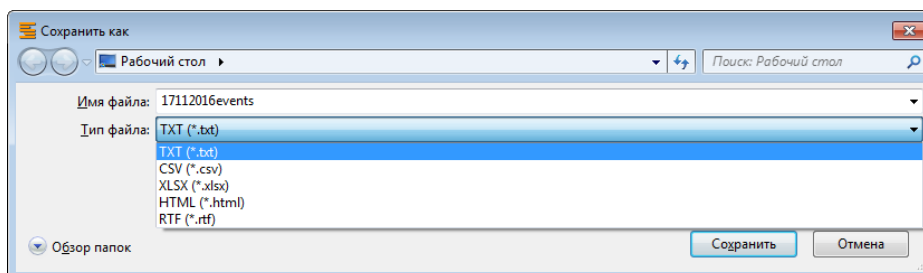 Сохранить как
Рабочий стол
Поиск: Рабочий стол
Имя файла: 17112016events
Тип файла: TXT (*.txt)
TXT (*.txt)
CSV (*.csv)
XLSX (*.xlsx)
HTML (*.html)
RTF (*.rtf)
Обзор папок
Сохранить
Отмена